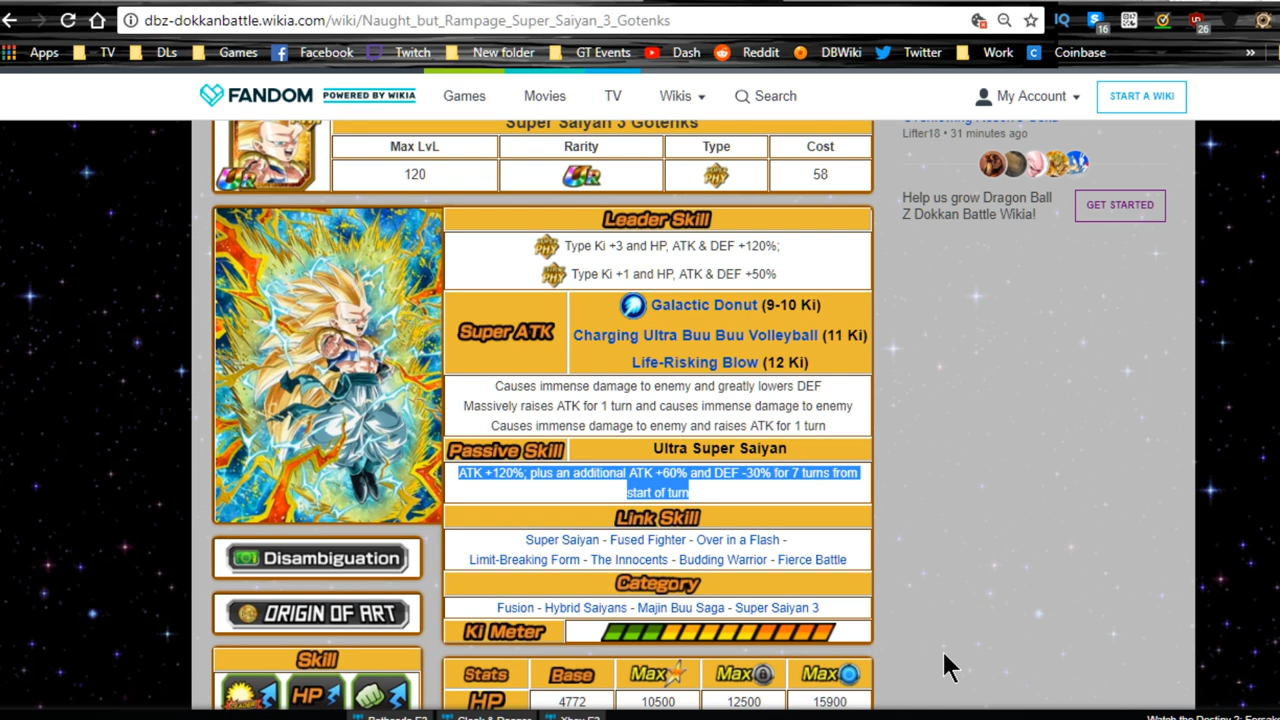 dbz-dokkanbattle.wikia.com/wiki/Naught_but_Rampage_Super_Saiyan_3_Gotenks
IQ
16
26
Apps TV DLs Games Facebook Twitch New folder GT Events Dash Reddit DBWiki Twitter Work Coinbase »
FANDOM POWERED BY WIKIA Games Movies TV Wikis Search My Account START A WIKI
Super Saiyan 3 Gotenks
Max LvL Rarity Type Cost
UR 120 UR PHY 58
Lifter18 • 31 minutes ago
Help us grow Dragon Ball
Z Dokkan Battle Wikia!
GET STARTED
Leader Skill
PHY Type Ki +3 and HP, ATK & DEF +120%;
PHY Type Ki +1 and HP, ATK & DEF +50%
Super ATK
Galactic Donut (9-10 Ki)
Charging Ultra Buu Buu Volleyball (11 Ki)
Life-Risking Blow (12 Ki)
Causes immense damage to enemy and greatly lowers DEF
Massively raises ATK for 1 turn and causes immense damage to enemy
Causes immense damage to enemy and raises ATK for 1 turn
Passive Skill Ultra Super Saiyan
ATK +120%; plus an additional ATK +60% and DEF -30% for 7 turns from
start of turn
Link Skill
Super Saiyan - Fused Fighter - Over in a Flash -
Limit-Breaking Form - The Innocents - Budding Warrior - Fierce Battle
Category
Fusion - Hybrid Saiyans - Majin Buu Saga - Super Saiyan 3
Ki Meter
Disambiguation
ORIGIN OF ART
Skill
HP
Stats Base Max Max Max
HP 4772 10500 12500 15900